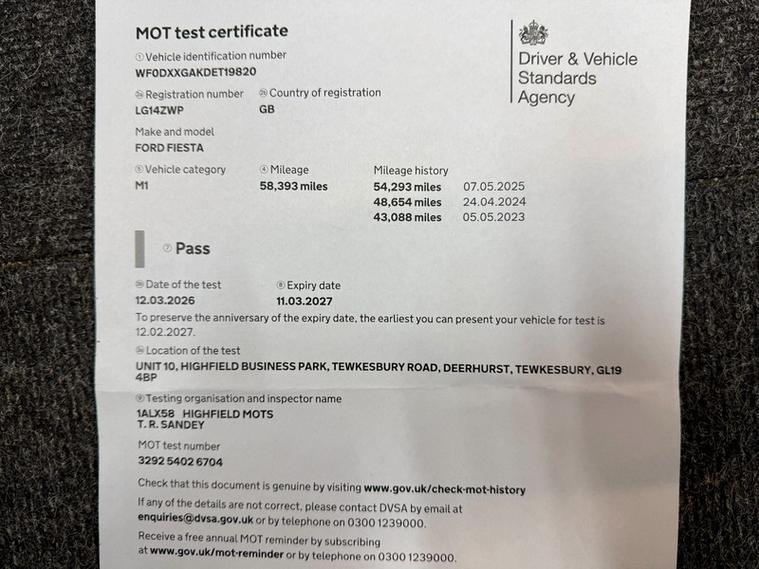 MOT test certificate
① Vehicle identification number
WF0DXXGAKDET19820
Registration number Country of registration
LG14ZWP GB
Make and model
FORD FIESTA
⑤ Vehicle category ④ Mileage Mileage history
M1 58,393 miles 54,293 miles 07.05.2025
48,654 miles 24.04.2024
43,088 miles 05.05.2023
⑦ Pass
Date of the test ⑧ Expiry date
12.03.2026 11.03.2027
To preserve the anniversary of the expiry date, the earliest you can present your vehicle for test is
12.02.2027.
Location of the test
UNIT 10, HIGHFIELD BUSINESS PARK, TEWKESBURY ROAD, DEERHURST, TEWKESBURY, GL19
4BP
⑨ Testing organisation and inspector name
1ALX58 HIGHFIELD MOTS
T. R. SANDEY
MOT test number
3292 5402 6704
Check that this document is genuine by visiting www.gov.uk/check-mot-history
If any of the details are not correct, please contact DVSA by email at
enquiries@dvsa.gov.uk or by telephone on 0300 1239000.
Receive a free annual MOT reminder by subscribing
at www.gov.uk/mot-reminder or by telephone on 0300 1239000.
Driver & Vehicle
Standards
Agency